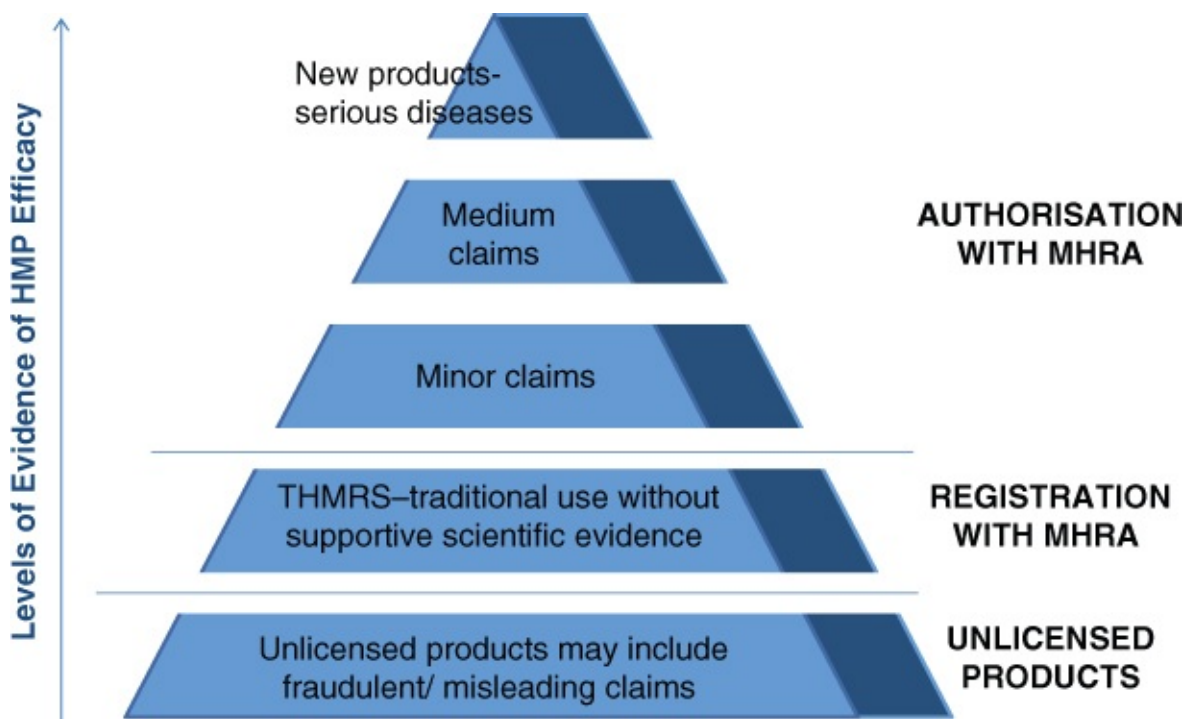 Levels of Evidence of HMP Efficacy
New products-
serious diseases
Medium
claims
AUTHORISATION
WITH MHRA
Minor claims
THMRS–traditional use without
supportive scientific evidence
REGISTRATION
WITH MHRA
Unlicensed products may include
fraudulent/ misleading claims
UNLICENSED
PRODUCTS